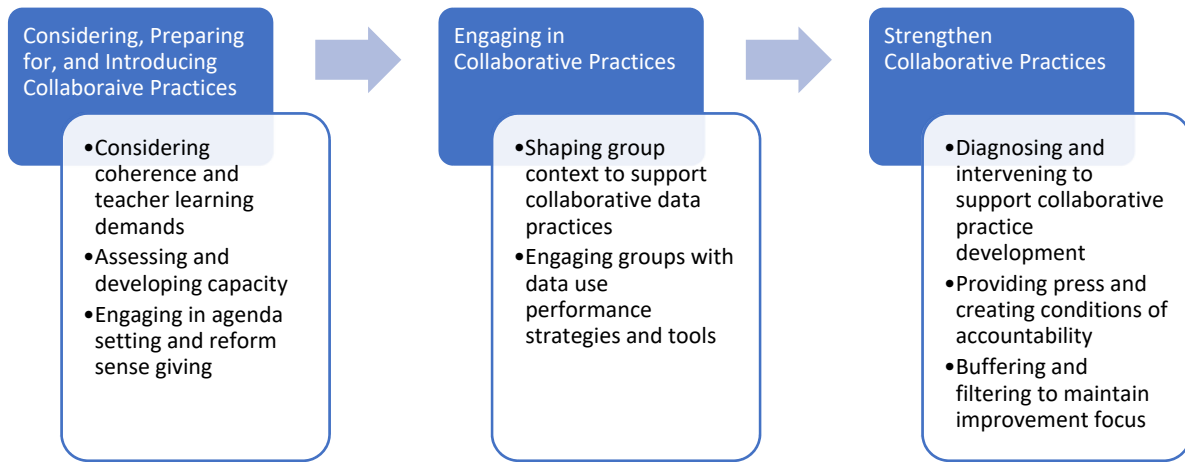 Considering, Preparing
for, and Introducing
Collaboraive Practices
•Considering
coherence and
teacher learning
demands
•Assessing and
developing capacity
•Engaging in agenda
setting and reform
sense giving
Engaging in
Collaborative Practices
•Shaping group
context to support
collaborative data
practices
•Engaging groups with
data use
performance
strategies and tools
Strengthen
Collaborative Practices
•Diagnosing and
intervening to
support collaborative
practice
development
•Providing press and
creating conditions of
accountability
•Buffering and
filtering to maintain
improvement focus